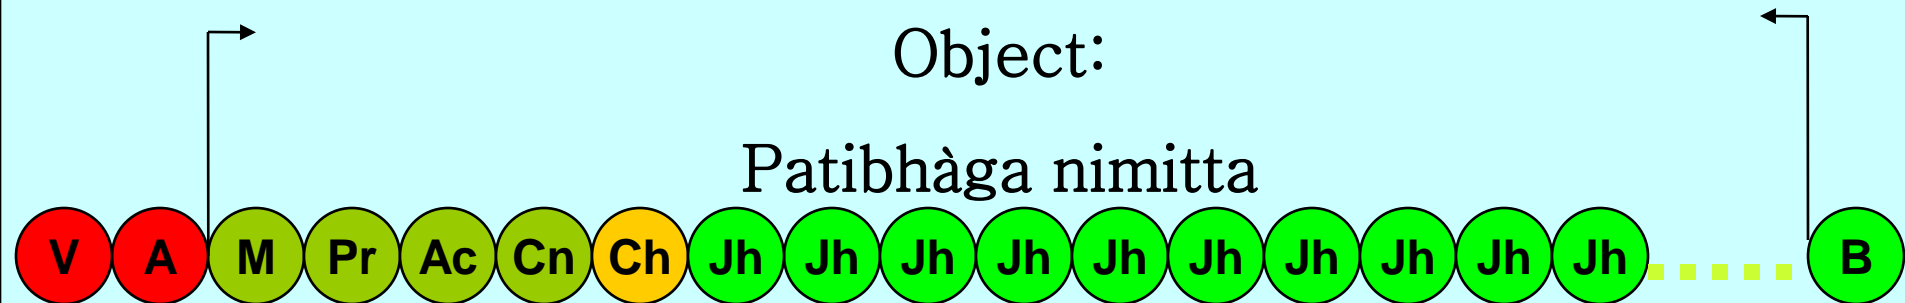 Object:
Patibhàga nimitta
V A M Pr Ac Cn Ch Jh Jh Jh Jh Jh Jh Jh Jh Jh Jh B